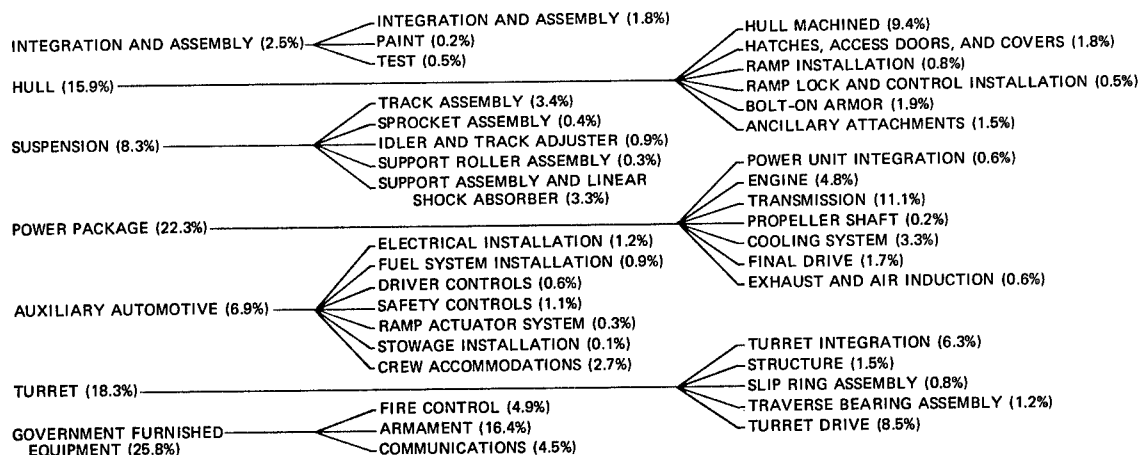 INTEGRATION AND ASSEMBLY (2.5%)
INTEGRATION AND ASSEMBLY (1.8%)
PAINT (0.2%)
TEST (0.5%)
HULL (15.9%)
HULL MACHINED (9.4%)
HATCHES, ACCESS DOORS, AND COVERS (1.8%)
RAMP INSTALLATION (0.8%)
RAMP LOCK AND CONTROL INSTALLATION (0.5%)
BOLT-ON ARMOR (1.9%)
ANCILLARY ATTACHMENTS (1.5%)
SUSPENSION (8.3%)
TRACK ASSEMBLY (3.4%)
SPROCKET ASSEMBLY (0.4%)
IDLER AND TRACK ADJUSTER (0.9%)
SUPPORT ROLLER ASSEMBLY (0.3%)
SUPPORT ASSEMBLY AND LINEAR
SHOCK ABSORBER (3.3%)
POWER PACKAGE (22.3%)
POWER UNIT INTEGRATION (0.6%)
ENGINE (4.8%)
TRANSMISSION (11.1%)
PROPELLER SHAFT (0.2%)
COOLING SYSTEM (3.3%)
FINAL DRIVE (1.7%)
EXHAUST AND AIR INDUCTION (0.6%)
AUXILIARY AUTOMOTIVE (6.9%)
ELECTRICAL INSTALLATION (1.2%)
FUEL SYSTEM INSTALLATION (0.9%)
DRIVER CONTROLS (0.6%)
SAFETY CONTROLS (1.1%)
RAMP ACTUATOR SYSTEM (0.3%)
STOWAGE INSTALLATION (0.1%)
CREW ACCOMMODATIONS (2.7%)
TURRET (18.3%)
TURRET INTEGRATION (6.3%)
STRUCTURE (1.5%)
SLIP RING ASSEMBLY (0.8%)
TRAVERSE BEARING ASSEMBLY (1.2%)
TURRET DRIVE (8.5%)
GOVERNMENT FURNISHED
EQUIPMENT (25.8%)
FIRE CONTROL (4.9%)
ARMAMENT (16.4%)
COMMUNICATIONS (4.5%)